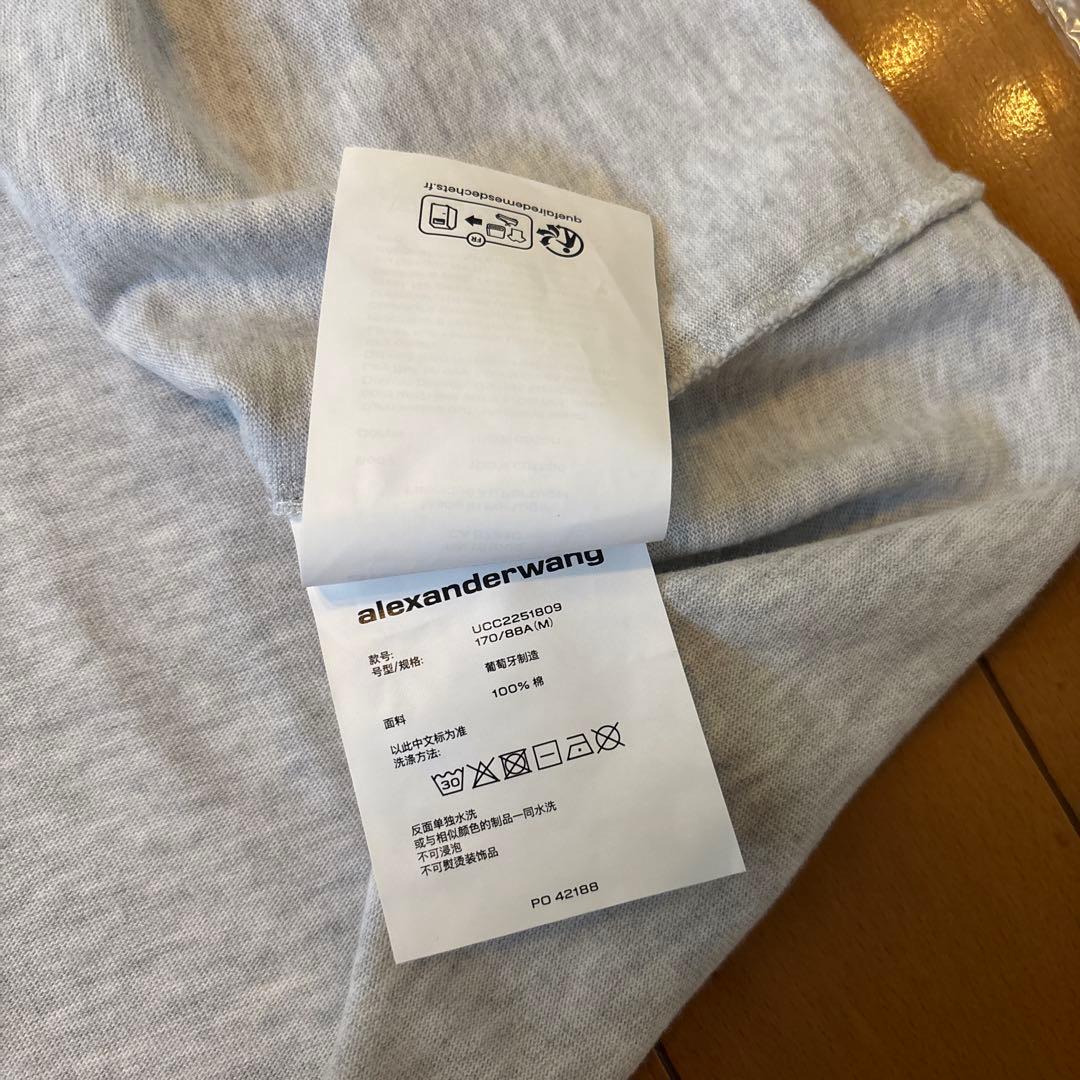 quefairedemesdechets.fr
FR
alexanderwang
款号: UCC2251809
号型/规格: 170/88A(M)
葡萄牙制造
面料 100% 棉
以此中文标为准
洗涤方法:
30
反面单独水洗
或与相似颜色的制品一同水洗
不可浸泡
不可熨烫装饰品
PO 42188